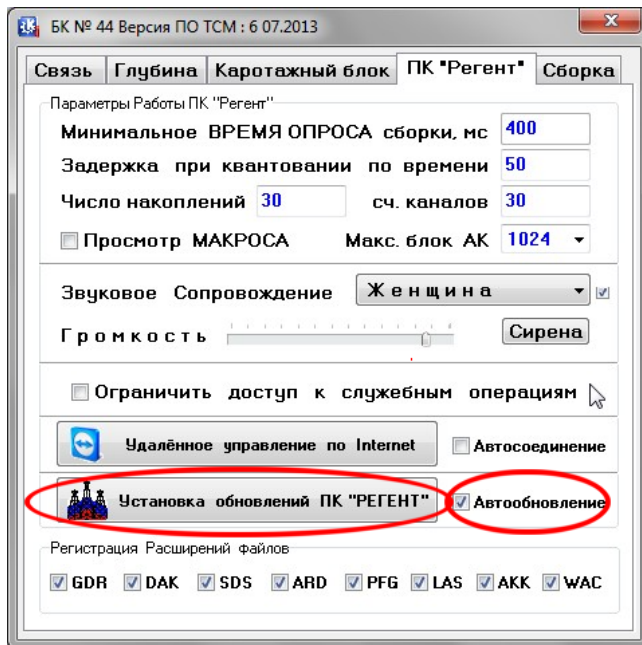 БК № 44 Версия ПО ТСМ : 6 07.2013
Связь Глубина Каротажный блок ПК "Регент" Сборка
Параметры Работы ПК "Регент"
Минимальное ВРЕМЯ ОПРОСА сборки, мс 400
Задержка при квантовании по времени 50
Число накоплений 30 сч. каналов 30
Просмотр МАКРОСА Макс. блок АК 1024
Звуковое Сопровождение Женщина
Громкость Сирена
Ограничить доступ к служебным операциям
Удалённое управление по Internet Автосоединение
Установка обновлений ПК "РЕГЕНТ" Автообновление
Регистрация Расширений файлов
GDR DAK SDS ARD PFG LAS AKK WAC